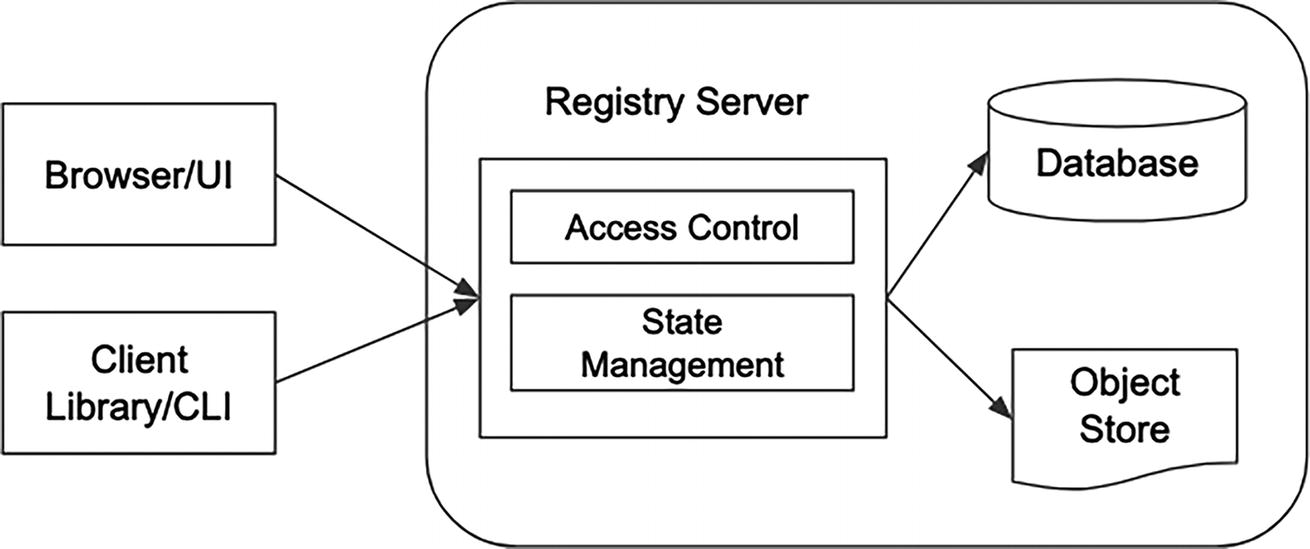 Browser/UI
Client
Library/CLI
Registry Server
Access Control
State
Management
Database
Object
Store